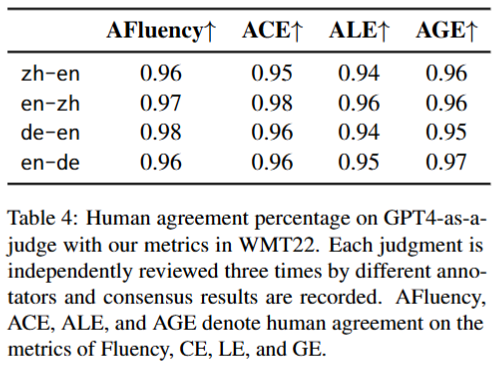 AFluency↑ ACE↑ ALE↑ AGE↑
zh-en 0.96 0.95 0.94 0.96
en-zh 0.97 0.98 0.96 0.96
de-en 0.98 0.96 0.94 0.95
en-de 0.96 0.96 0.95 0.97
Table 4: Human agreement percentage on GPT4-as-a-
judge with our metrics in WMT22. Each judgment is
independently reviewed three times by different anno-
tators and consensus results are recorded. AFluency,
ACE, ALE, and AGE denote human agreement on the
metrics of Fluency, CE, LE, and GE.